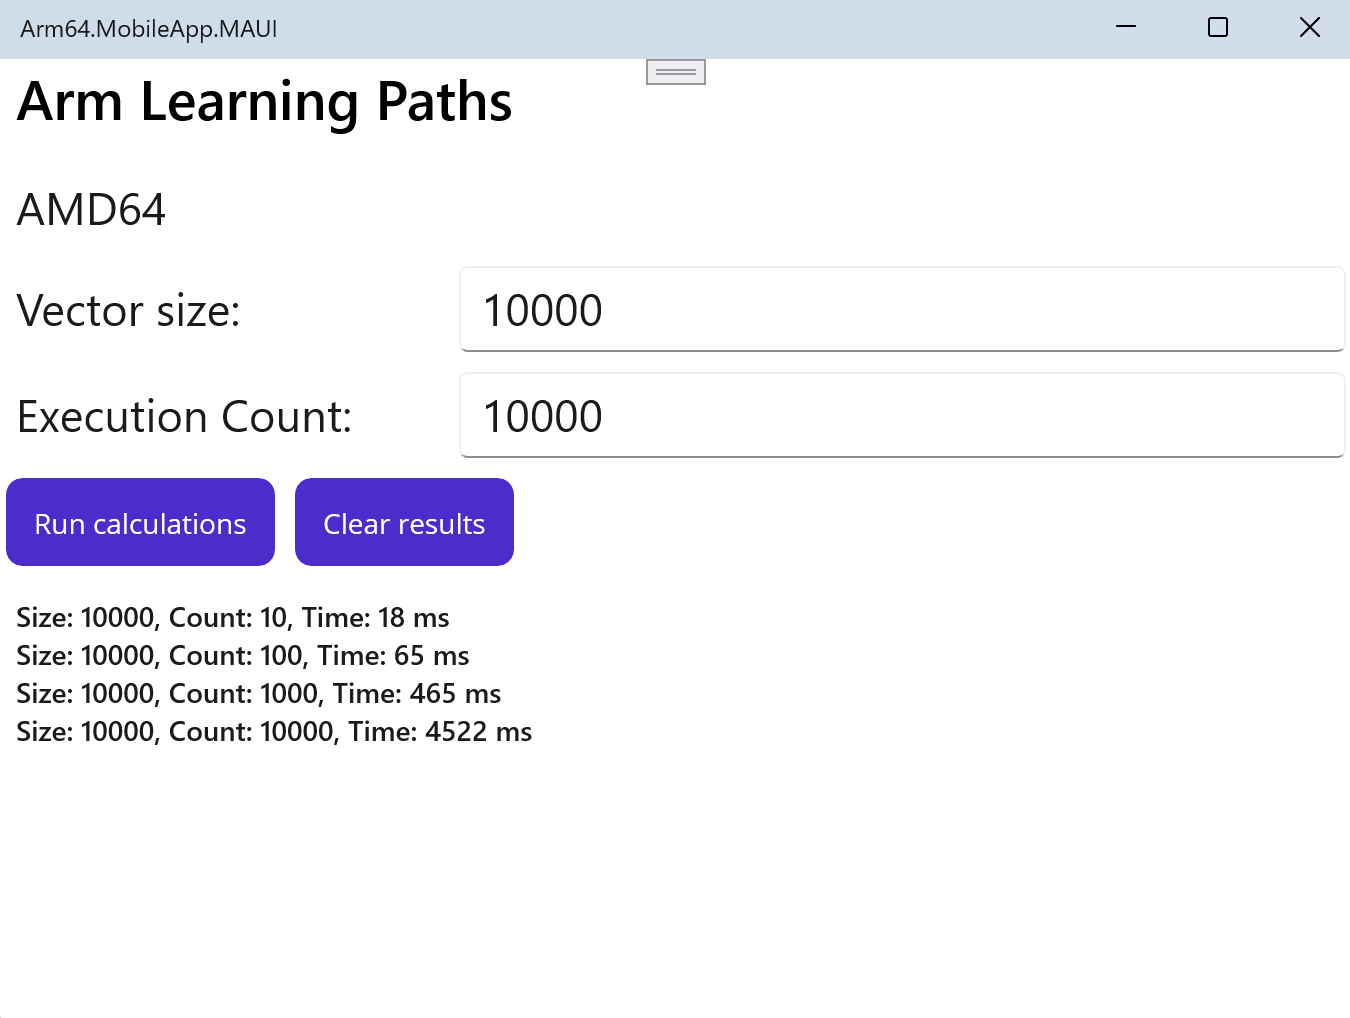 Arm64.MobileApp.MAUI
Arm Learning Paths
AMD64
Vector size: 10000
Execution Count: 10000
Run calculations Clear results
Size: 10000, Count: 10, Time: 18 ms
Size: 10000, Count: 100, Time: 65 ms
Size: 10000, Count: 1000, Time: 465 ms
Size: 10000, Count: 10000, Time: 4522 ms